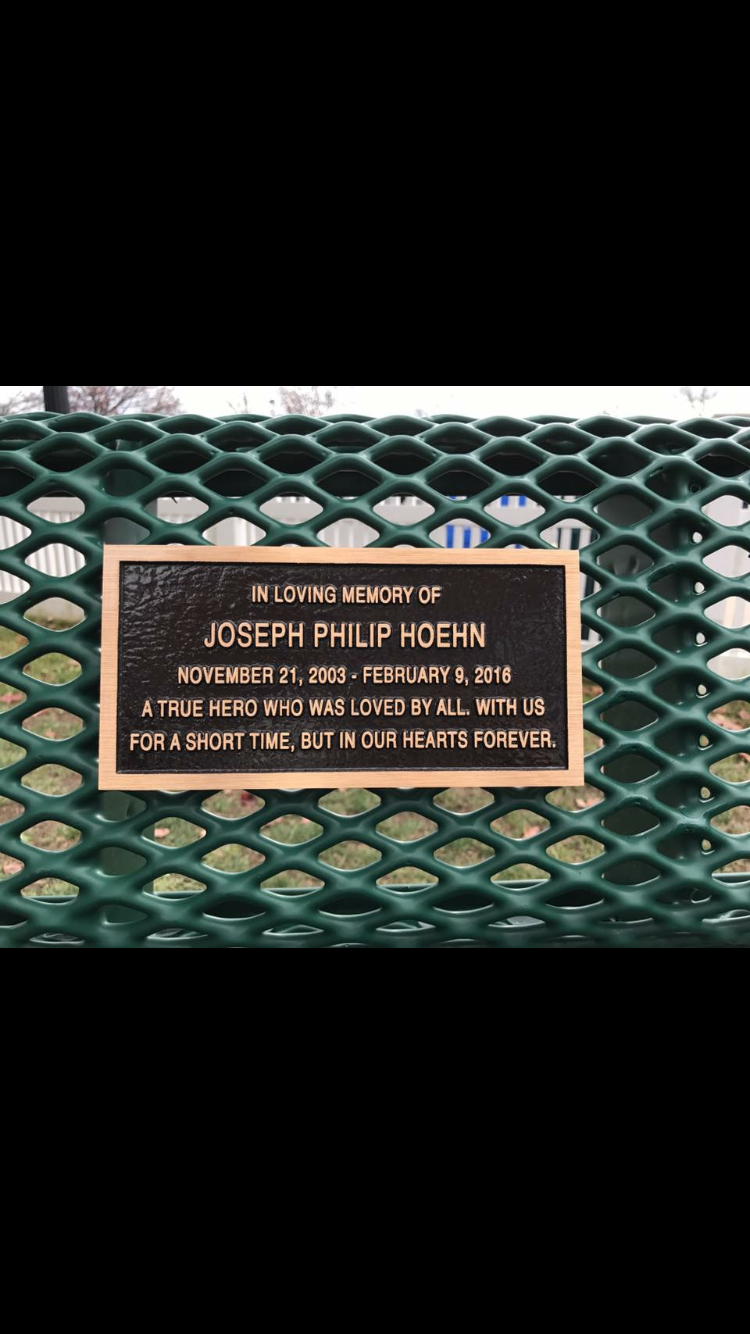 IN LOVING MEMORY OF
JOSEPH PHILIP HOEHN
NOVEMBER 21, 2003 - FEBRUARY 9, 2016
A TRUE HERO WHO WAS LOVED BY ALL. WITH US
FOR A SHORT TIME, BUT IN OUR HEARTS FOREVER.